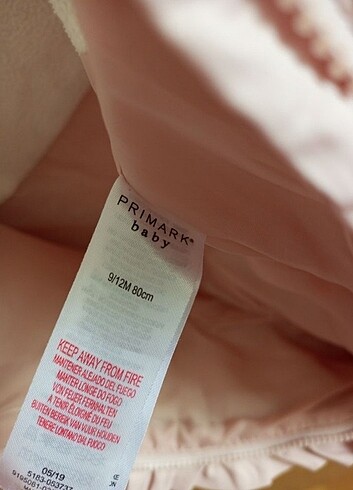 PRIMARK®
baby
9/12M 80cm
KEEP AWAY FROM FIRE
MANTENER ALEJADO DEL FUEGO
MANTER LONGE DO FOGO
VON FEUER FERNHALTEN
A TENIR ÉLOIGNÉ DU FEU
BUITEN BEREIK VAN VUUR HOUDEN
TENERE LONTANO DAL FUOCO
05/19